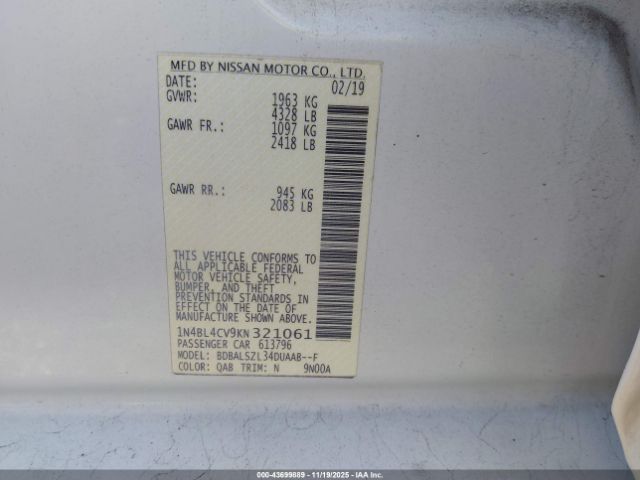 MFD BY NISSAN MOTOR CO., LTD.
DATE: 02/19
GVWR: 1963 KG
4328 LB
GAWR FR.: 1097 KG
2418 LB
GAWR RR.: 945 KG
2083 LB
THIS VEHICLE CONFORMS TO
ALL APPLICABLE FEDERAL
MOTOR VEHICLE SAFETY,
BUMPER, AND THEFT
PREVENTION STANDARDS IN
EFFECT ON THE DATE OF
MANUFACTURE SHOWN ABOVE.
1N4BL4CV9KN321061
PASSENGER CAR 613796
MODEL: BDBALSZL34DUAAB--F
COLOR: QAB TRIM: N 9N00A
000-43699889 - 11/19/2025 - IAA Inc.